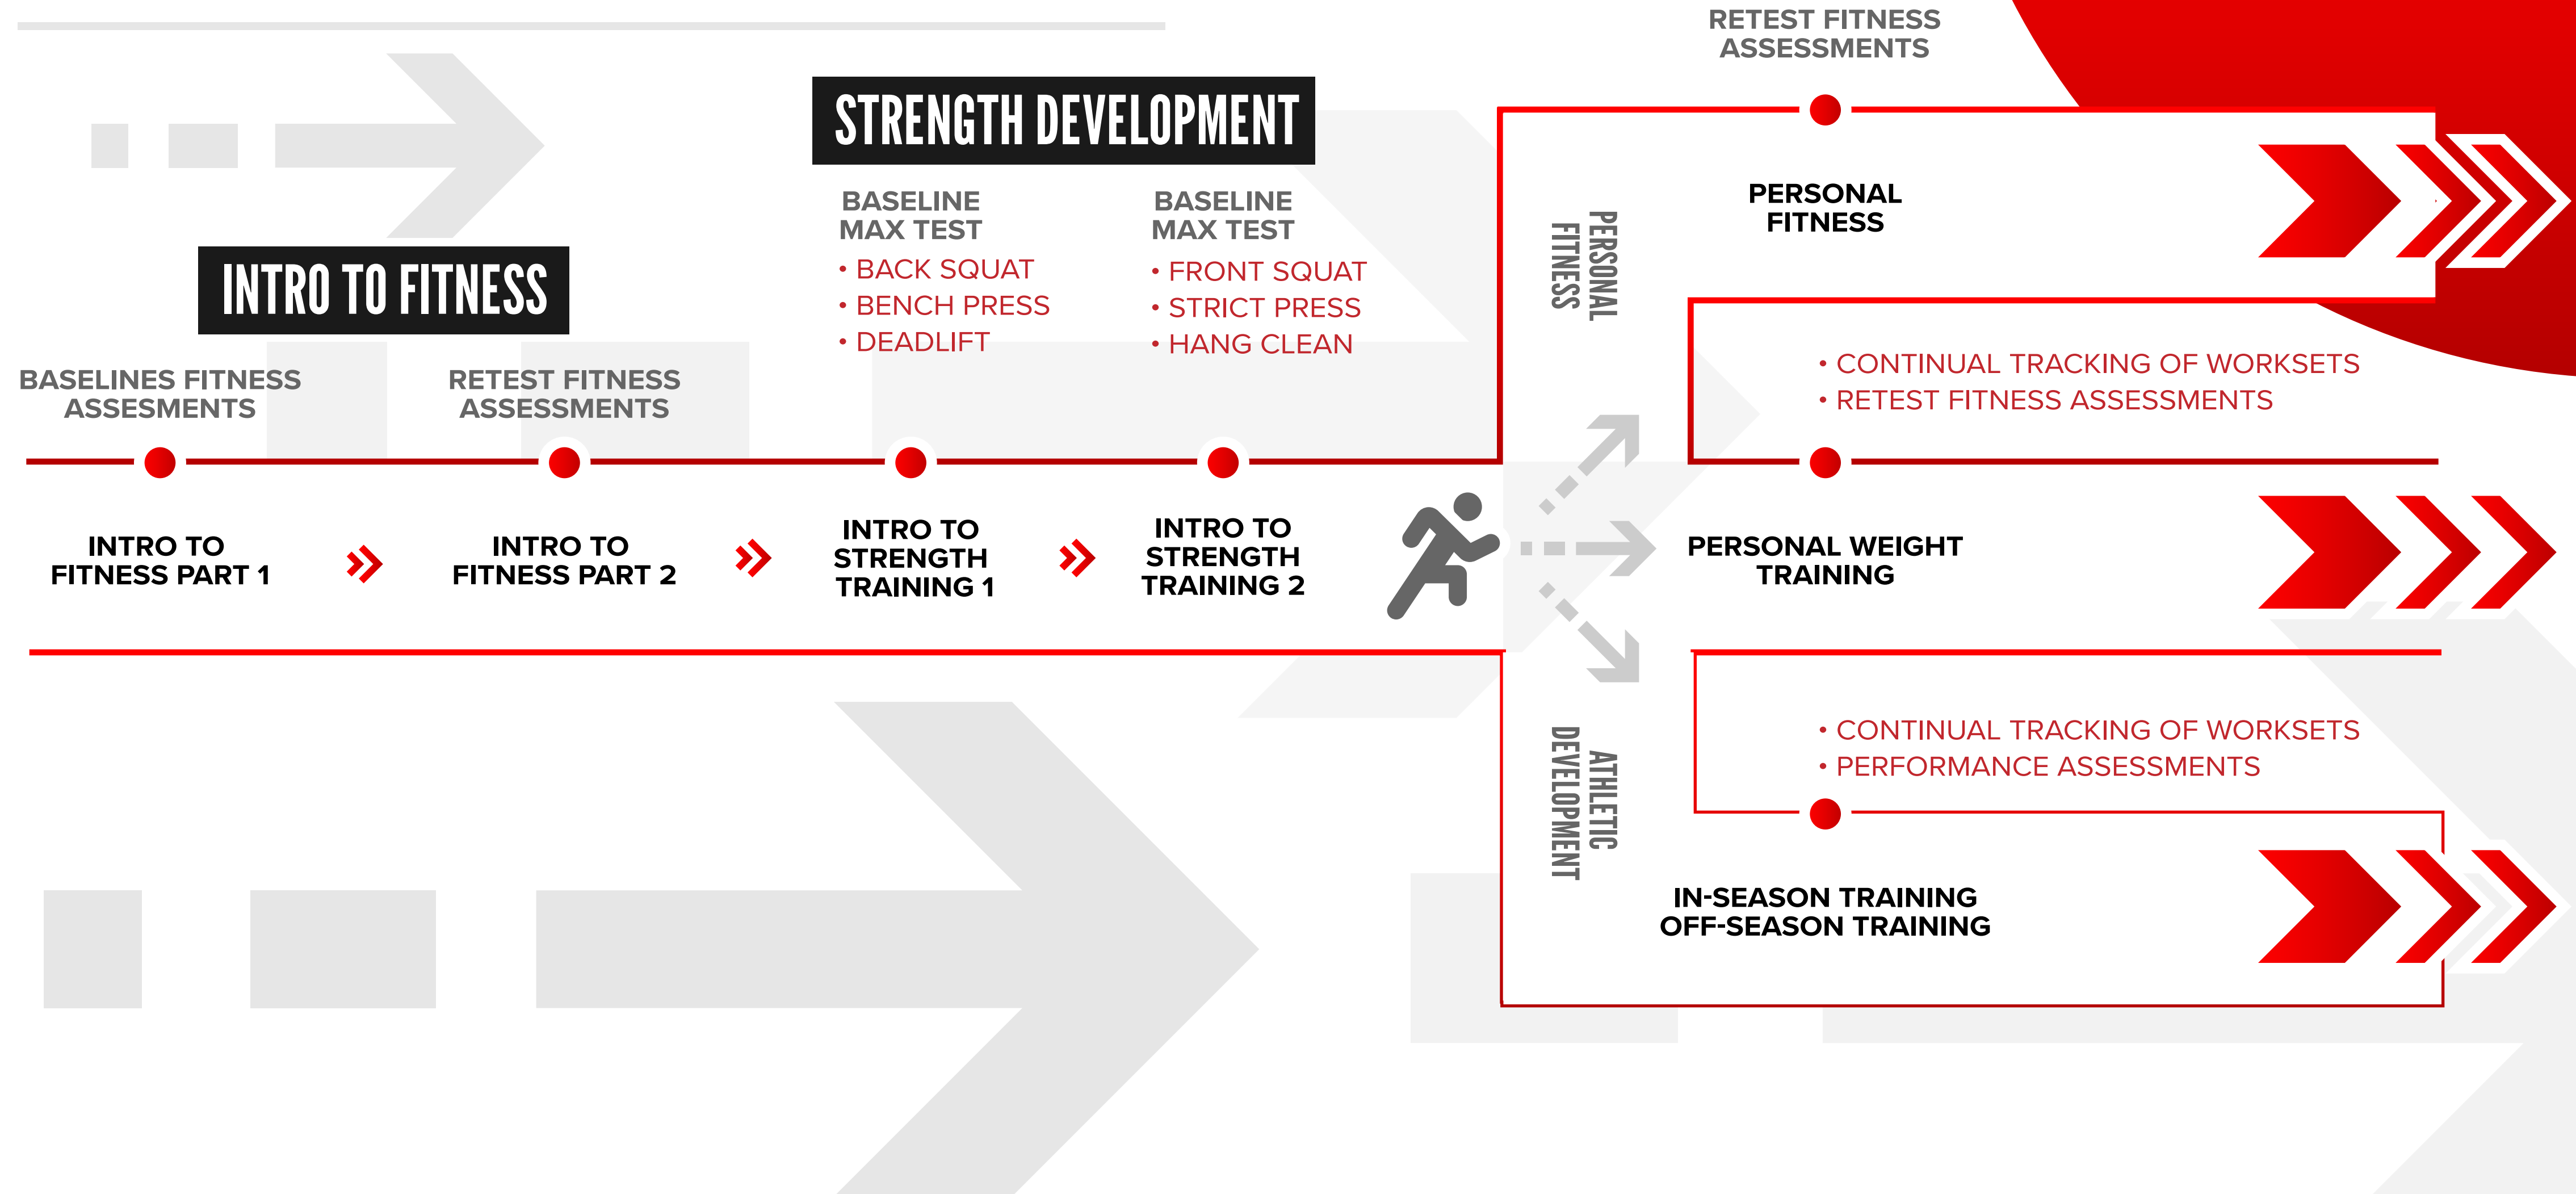 INTRO TO FITNESS
BASELINES FITNESS
ASSESMENTS
RETEST FITNESS
ASSESSMENTS
INTRO TO
FITNESS PART 1
INTRO TO
FITNESS PART 2
STRENGTH DEVELOPMENT
BASELINE
MAX TEST
• BACK SQUAT
• BENCH PRESS
• DEADLIFT
BASELINE
MAX TEST
• FRONT SQUAT
• STRICT PRESS
• HANG CLEAN
INTRO TO
STRENGTH
TRAINING 1
INTRO TO
STRENGTH
TRAINING 2
PERSONAL
FITNESS
ATHLETIC
DEVELOPMENT
RETEST FITNESS
ASSESSMENTS
PERSONAL
FITNESS
• CONTINUAL TRACKING OF WORKSETS
• RETEST FITNESS ASSESSMENTS
PERSONAL WEIGHT
TRAINING
• CONTINUAL TRACKING OF WORKSETS
• PERFORMANCE ASSESSMENTS
IN-SEASON TRAINING
OFF-SEASON TRAINING